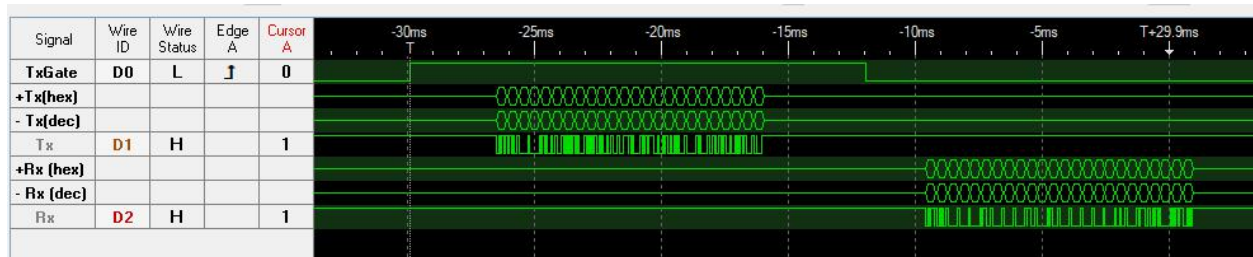 Signal Wire ID Wire Status Edge A Cursor A -30ms -25ms -20ms -15ms -10ms -5ms T+29.9ms
T
TxGate D0 L 0
+Tx(hex)
- Tx(dec)
Tx D1 H 1
+Rx (hex)
- Rx (dec)
Rx D2 H 1